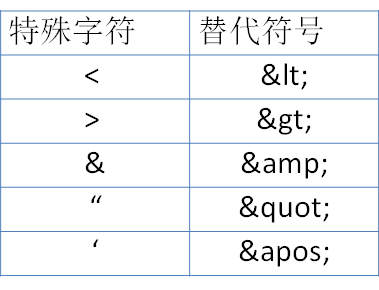 特殊字符 替代符号
< &lt;
> &gt;
& &amp;
“ &quot;
‘ &apos;